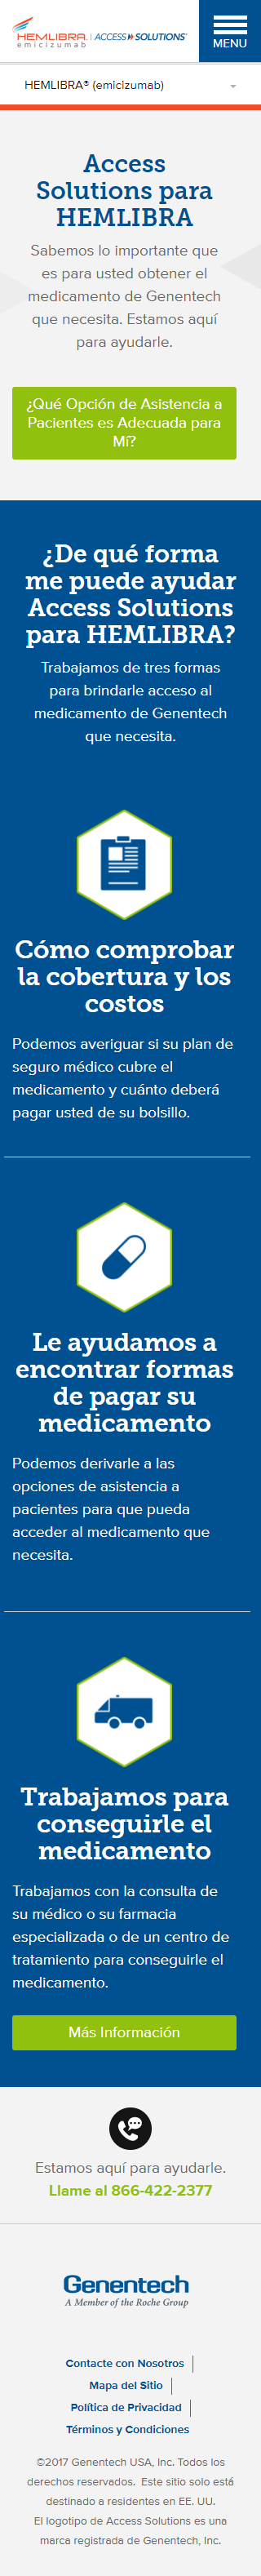 HEMLIBRA. | ACCESS SOLUTIONS®
emicizumab
MENU
HEMLIBRA® (emicizumab)
Access
Solutions para
HEMLIBRA
Sabemos lo importante que
es para usted obtener el
medicamento de Genentech
que necesita. Estamos aquí
para ayudarle.
¿Qué Opción de Asistencia a
Pacientes es Adecuada para
Mí?
¿De qué forma
me puede ayudar
Access Solutions
para HEMLIBRA?
Trabajamos de tres formas
para brindarle acceso al
medicamento de Genentech
que necesita.
Cómo comprobar
la cobertura y los
costos
Podemos averiguar si su plan de
seguro médico cubre el
medicamento y cuánto deberá
pagar usted de su bolsillo.
Le ayudamos a
encontrar formas
de pagar su
medicamento
Podemos derivarle a las
opciones de asistencia a
pacientes para que pueda
acceder al medicamento que
necesita.
Trabajamos para
conseguirle el
medicamento
Trabajamos con la consulta de
su médico o su farmacia
especializada o de un centro de
tratamiento para conseguirle el
medicamento.
Más Información
Estamos aquí para ayudarle.
Llame al 866-422-2377
Genentech
A Member of the Roche Group
Contacte con Nosotros
Mapa del Sitio
Política de Privacidad
Términos y Condiciones
©2017 Genentech USA, Inc. Todos los
derechos reservados. Este sitio solo está
destinado a residentes en EE. UU.
El logotipo de Access Solutions es una
marca registrada de Genentech, Inc.